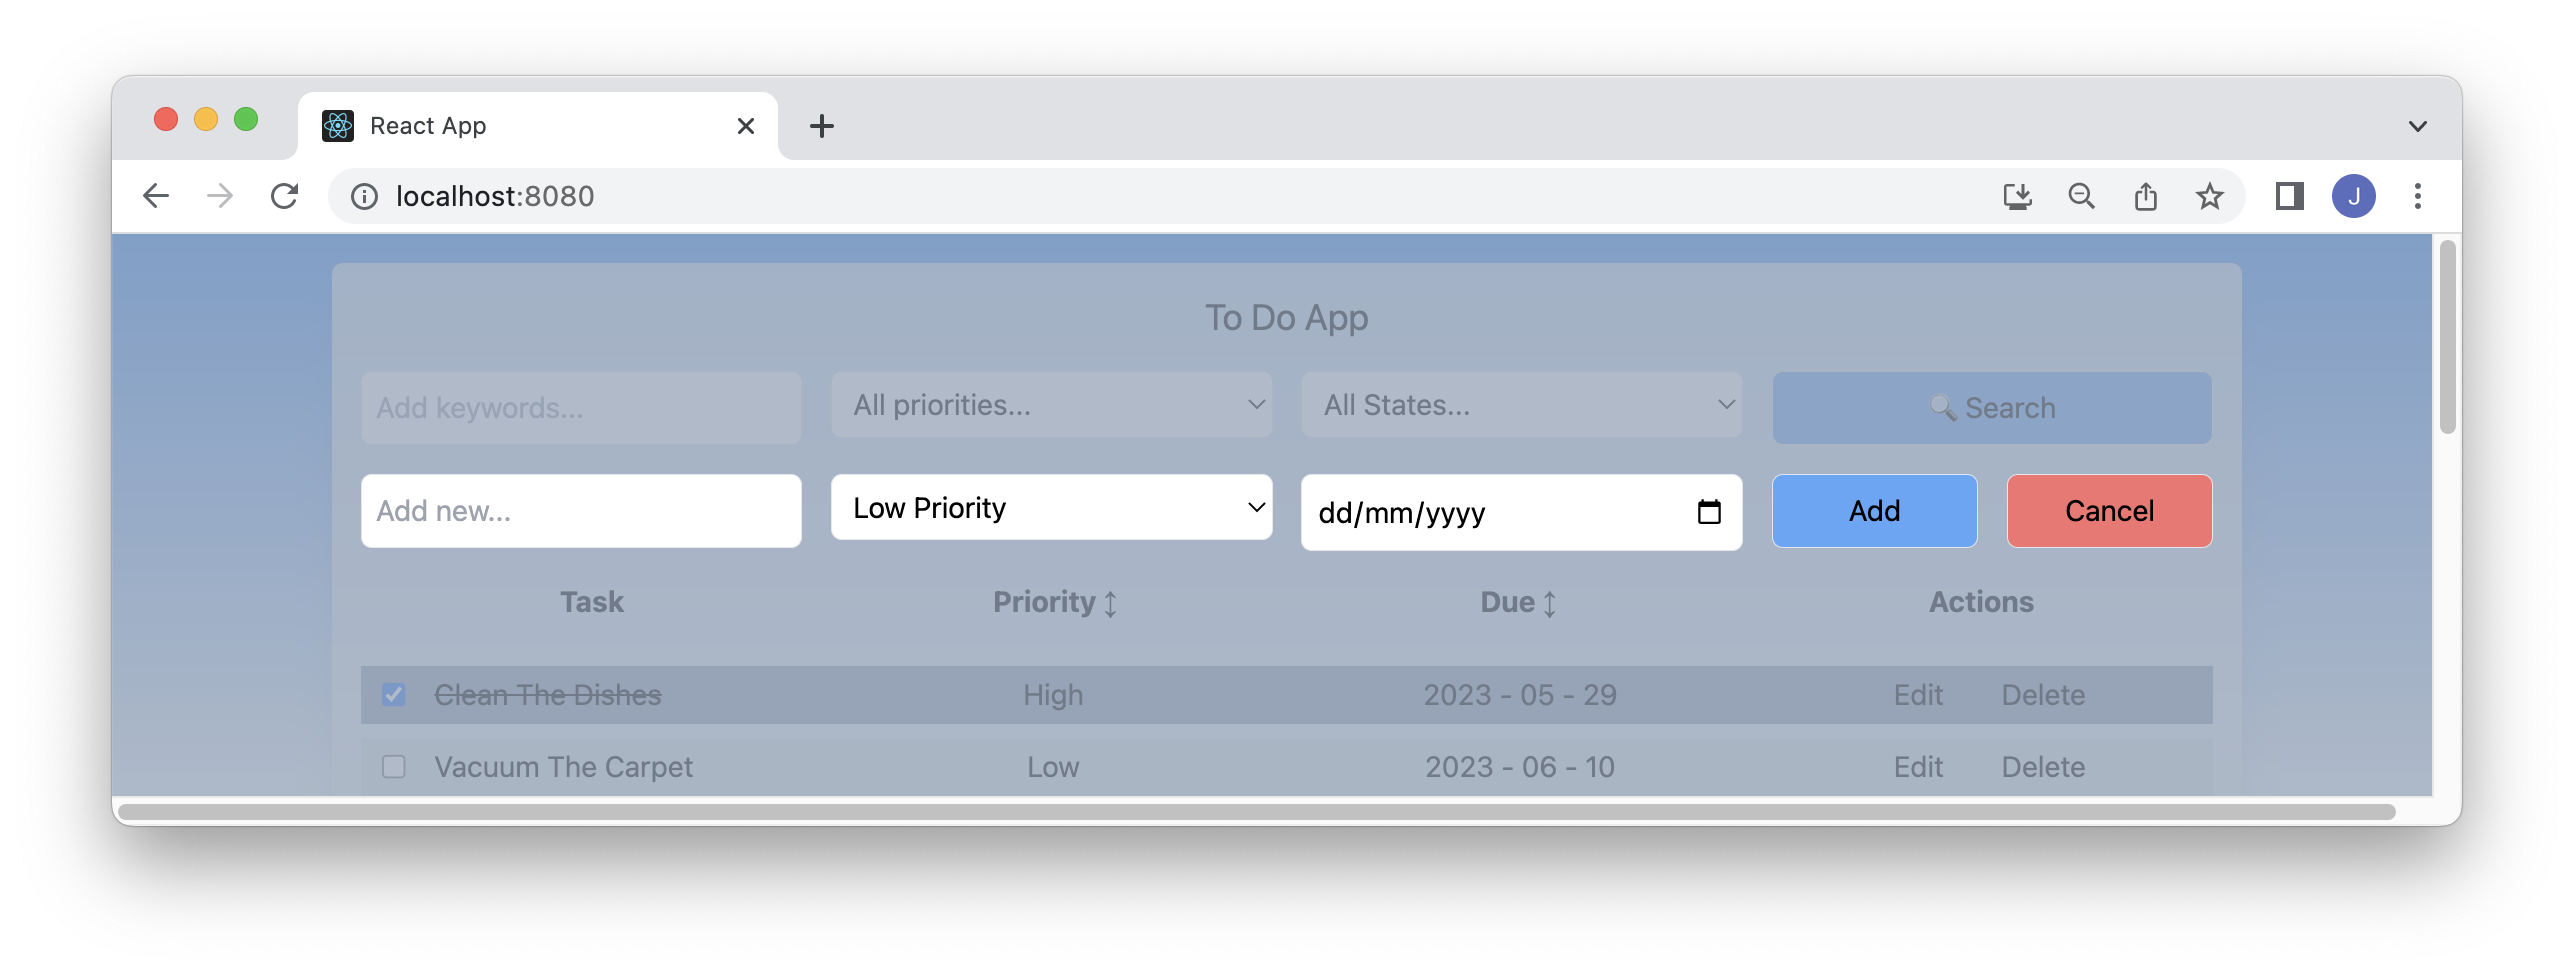 React App
localhost:8080
J
To Do App
Add keywords... All priorities... All States... 🔍 Search
Add new... Low Priority dd/mm/yyyy Add Cancel
Task Priority ↕ Due ↕ Actions
Clean The Dishes High 2023 - 05 - 29 Edit Delete
Vacuum The Carpet Low 2023 - 06 - 10 Edit Delete